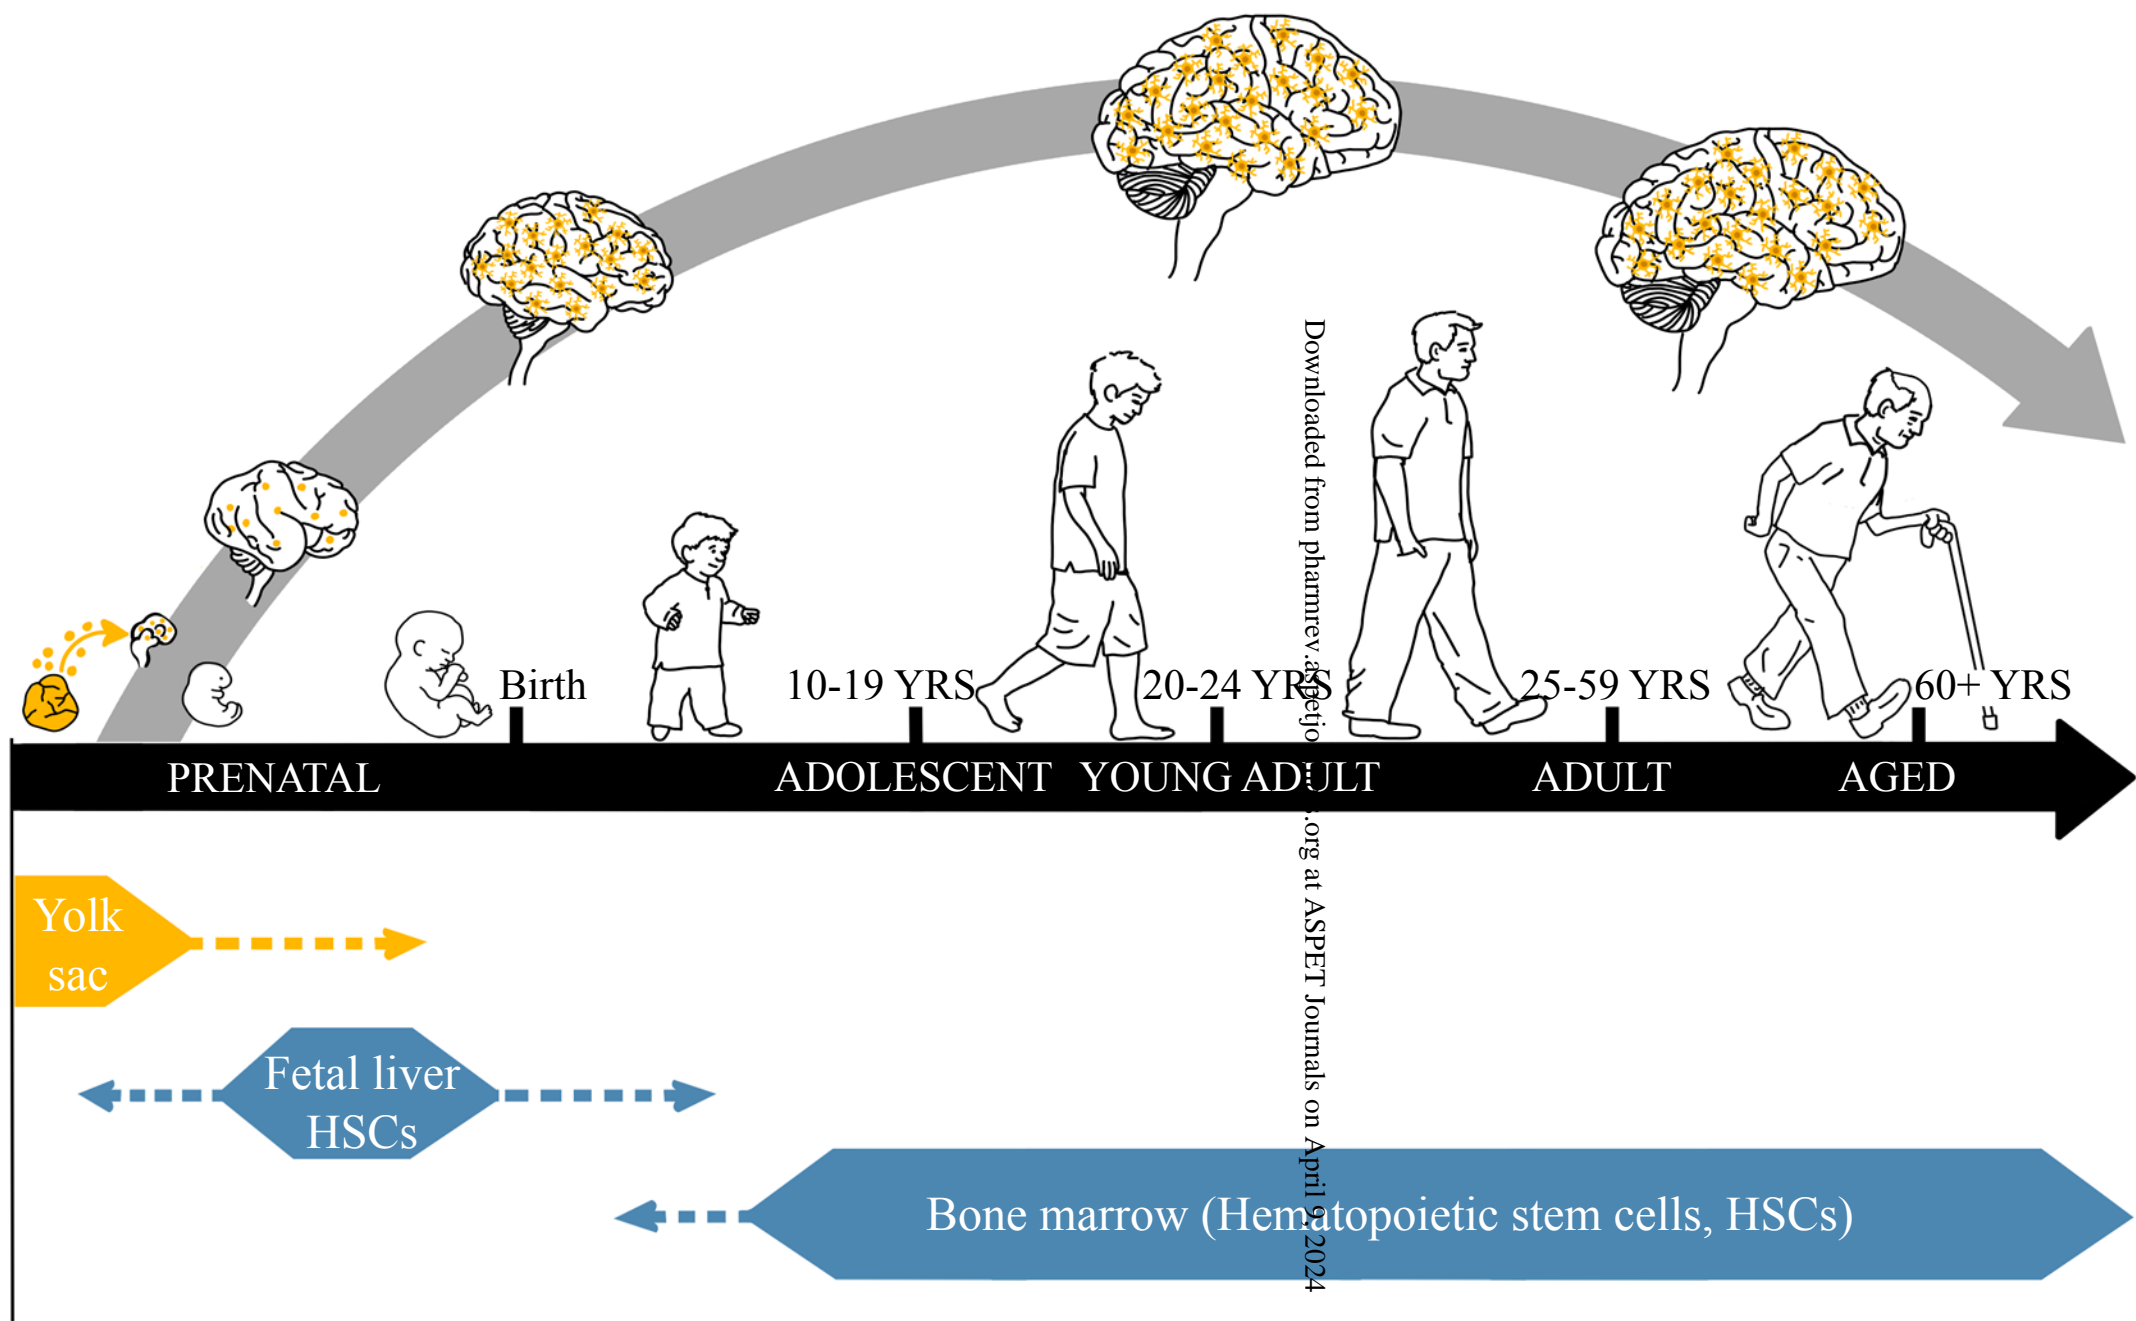 Birth
10-19 YRS
20-24 YRS
25-59 YRS
60+ YRS
PRENATAL
ADOLESCENT
YOUNG ADULT
ADULT
AGED
Yolk
sac
Fetal liver
HSCs
Bone marrow (Hematopoietic stem cells, HSCs)
Downloaded from pharmrev.aspetjournals.org at ASPET Journals on April 9, 2024